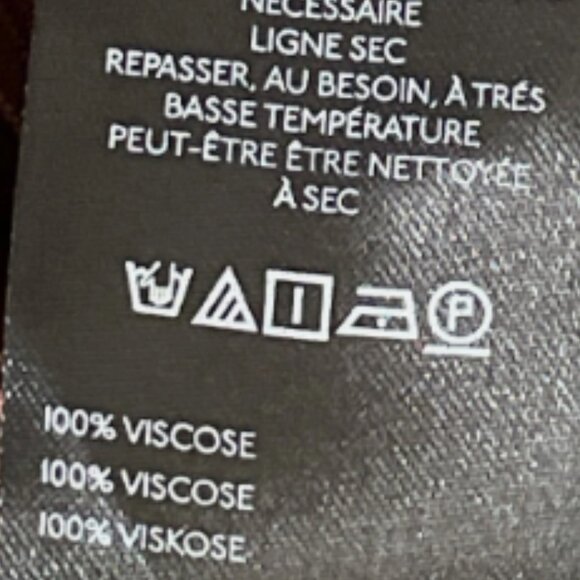 NÉCESSAIRE
LIGNE SEC
REPASSER, AU BESOIN, À TRÉS
BASSE TEMPÉRATURE
PEUT-ÊTRE ÊTRE NETTOYÉE
À SEC
P
100% VISCOSE
100% VISCOSE
100% VISKOSE